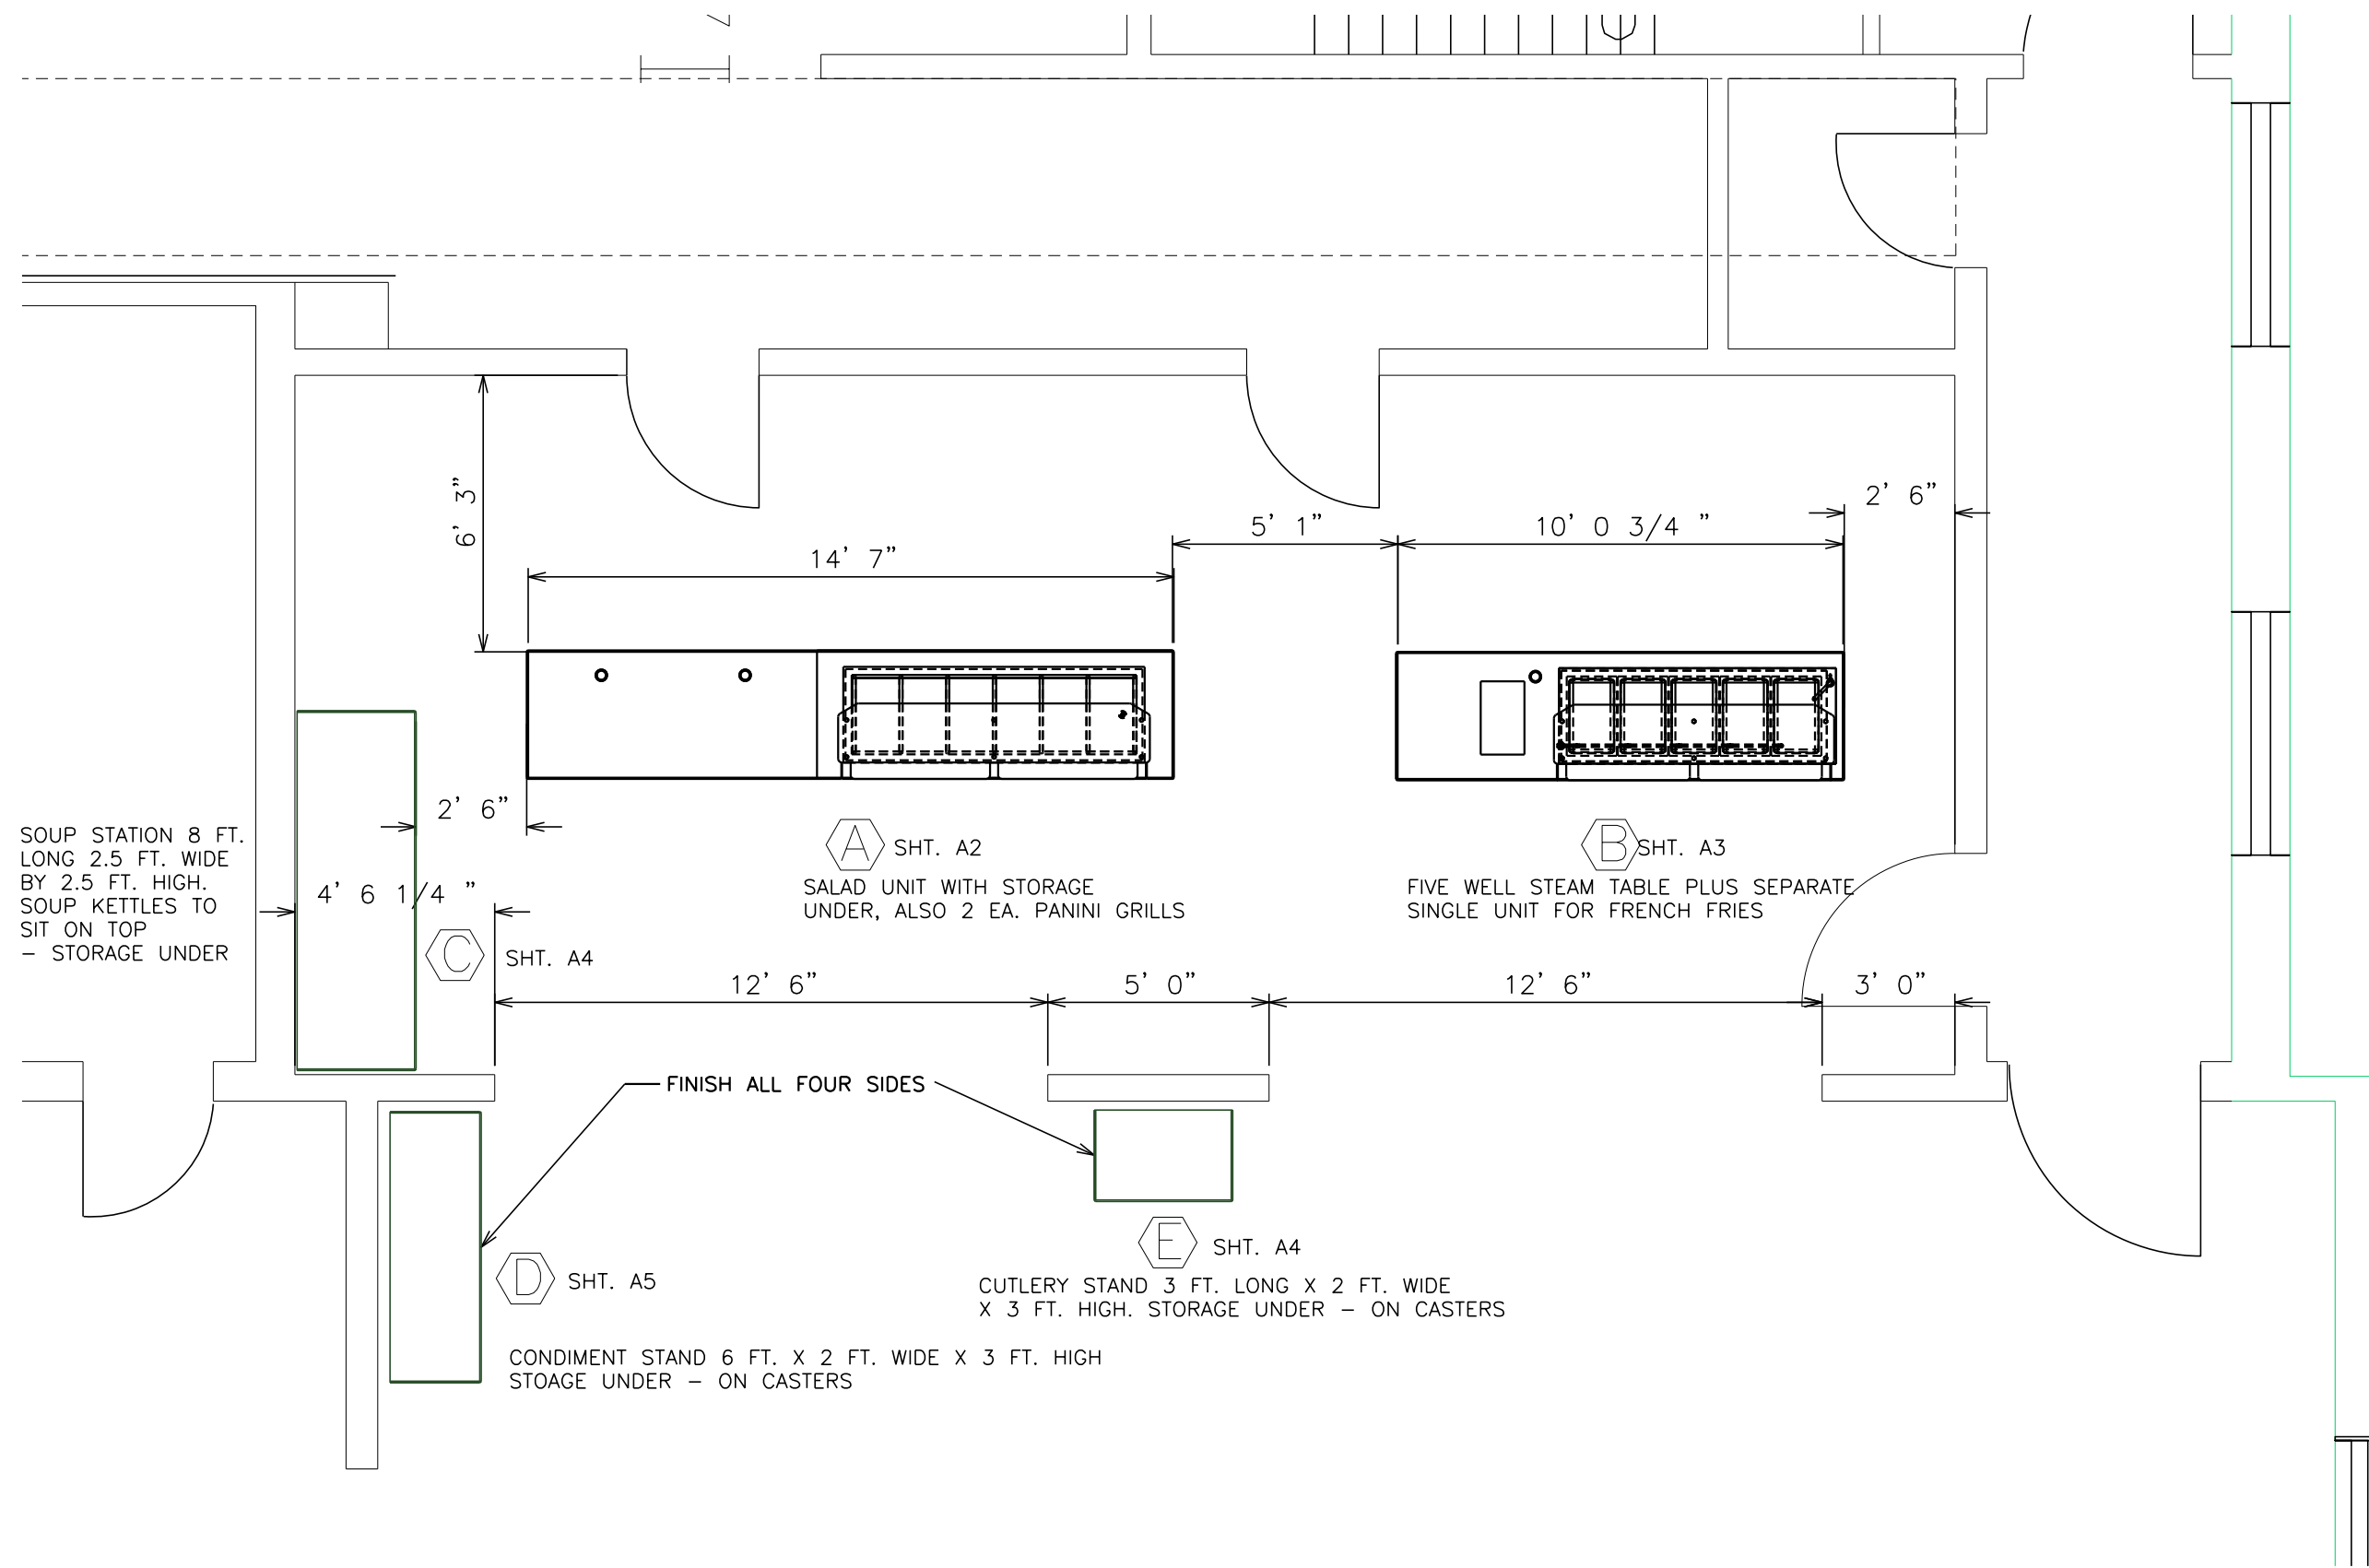 2' 6"
6' 3"
5' 1"
10' 0 3/4 "
14' 7"
2' 6"
SOUP STATION 8 FT.
LONG 2.5 FT. WIDE
BY 2.5 FT. HIGH.
SOUP KETTLES TO
SIT ON TOP
- STORAGE UNDER
4' 6 1/4 "
A SHT. A2
SALAD UNIT WITH STORAGE
UNDER, ALSO 2 EA. PANINI GRILLS
B SHT. A3
FIVE WELL STEAM TABLE PLUS SEPARATE
SINGLE UNIT FOR FRENCH FRIES
C SHT. A4
12' 6"
5' 0"
12' 6"
3' 0"
FINISH ALL FOUR SIDES
E SHT. A4
CUTLERY STAND 3 FT. LONG X 2 FT. WIDE
X 3 FT. HIGH. STORAGE UNDER - ON CASTERS
D SHT. A5
CONDIMENT STAND 6 FT. X 2 FT. WIDE X 3 FT. HIGH
STOAGE UNDER - ON CASTERS